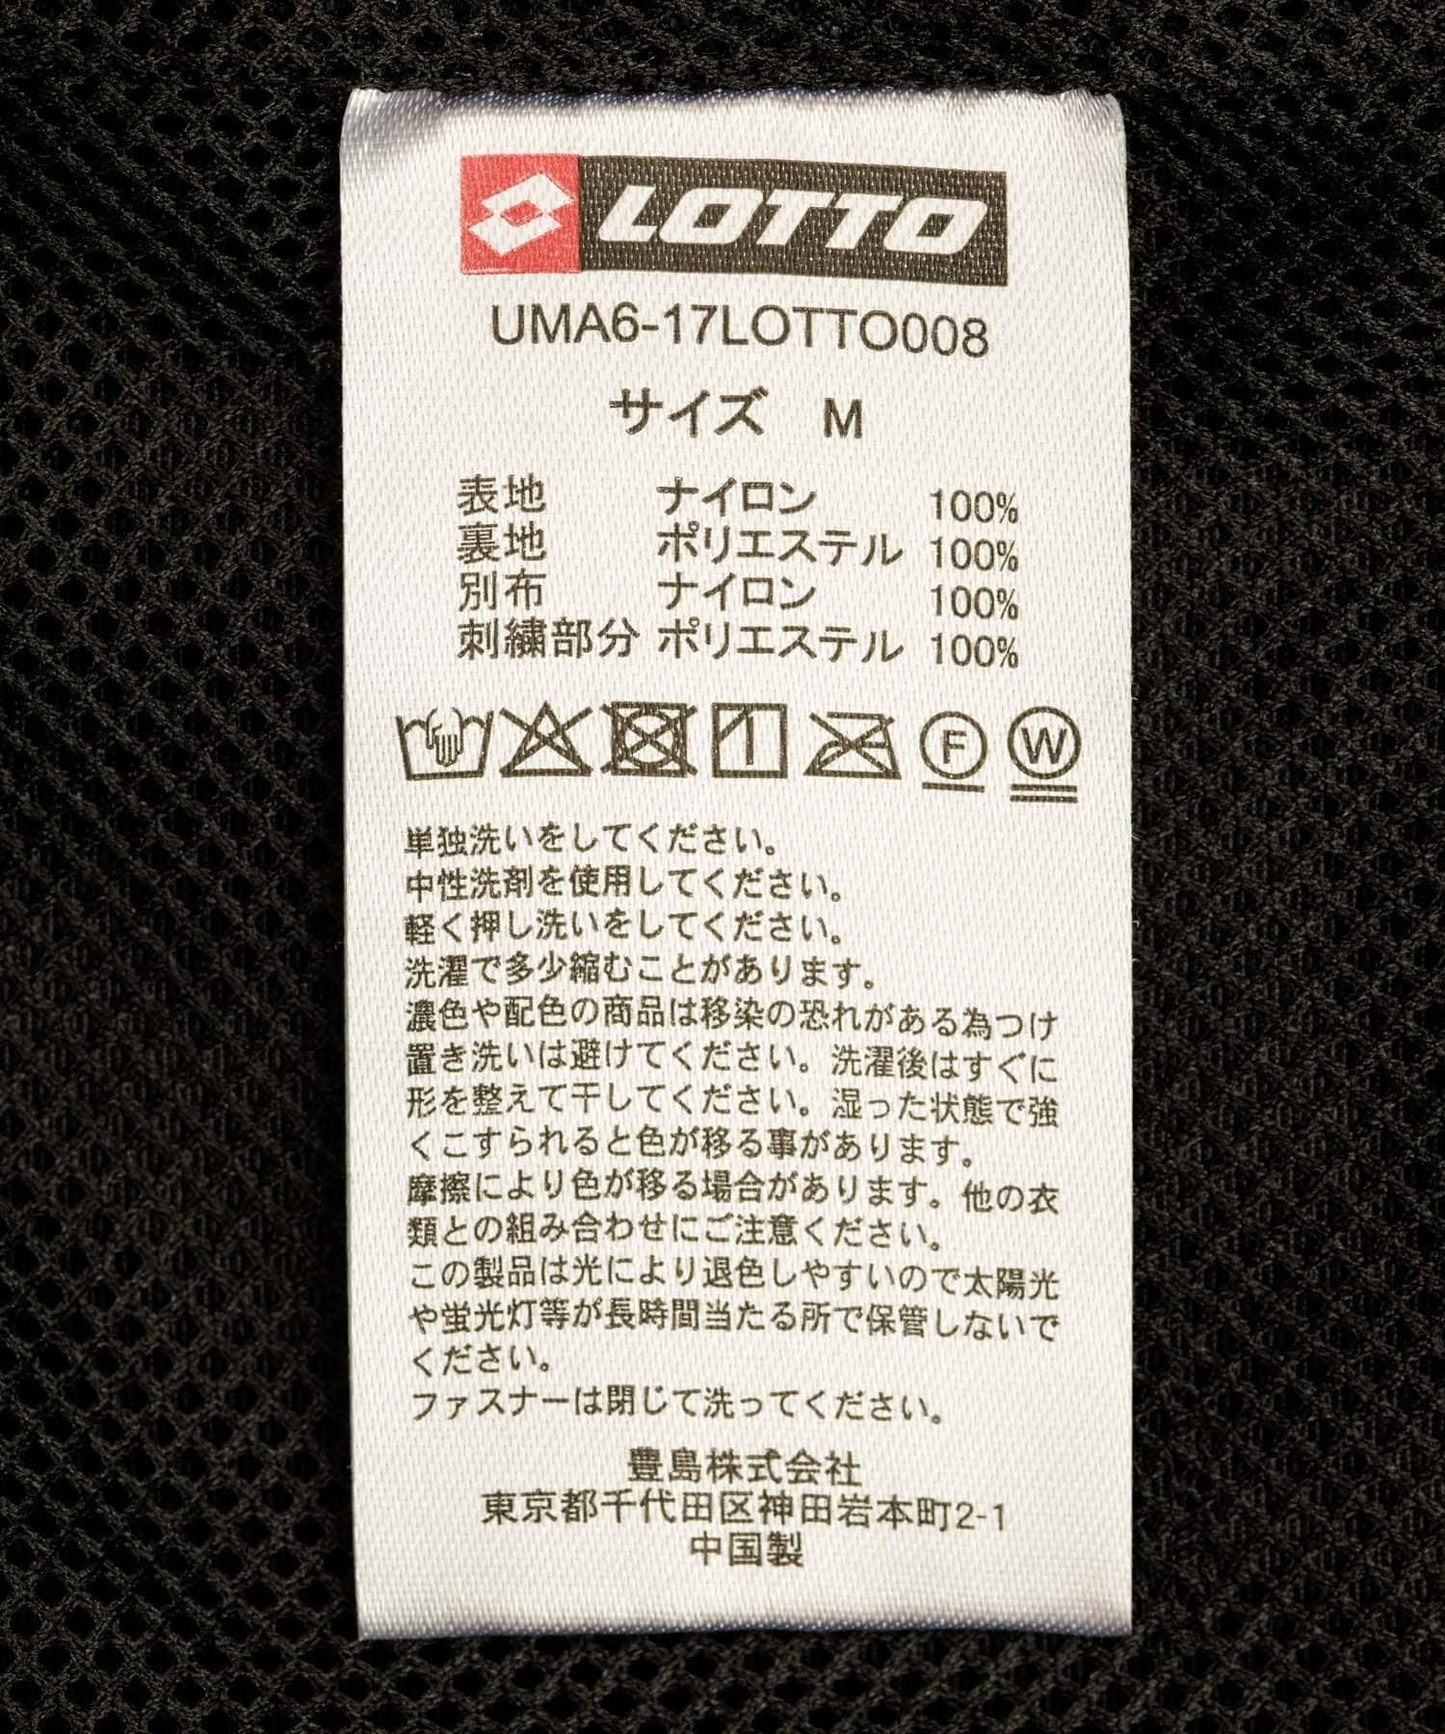 LOTTO
UMA6-17LOTTO008
サイズ M
表地 ナイロン 100%
裏地 ポリエステル 100%
別布 ナイロン 100%
刺繍部分 ポリエステル 100%
F W
単独洗いをしてください。
中性洗剤を使用してください。
軽く押し洗いをしてください。
洗濯で多少縮むことがあります。
濃色や配色の商品は移染の恐れがある為つけ
置き洗いは避けてください。洗濯後はすぐに
形を整えて干してください。湿った状態で強
くこすられると色が移る事があります。
摩擦により色が移る場合があります。他の衣
類との組み合わせにご注意ください。
この製品は光により退色しやすいので太陽光
や蛍光灯等が長時間当たる所で保管しないで
ください。
ファスナーは閉じて洗ってください。
豊島株式会社
東京都千代田区神田岩本町2-1
中国製